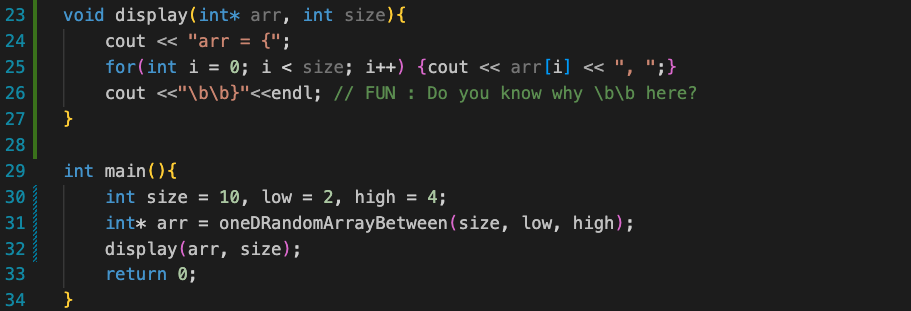 23 void display(int* arr, int size){
24     cout << "arr = {";
25     for(int i = 0; i < size; i++) {cout << arr[i] << ", ";}
26     cout <<"\b\b}"<<endl; // FUN : Do you know why \b\b here?
27 }
28
29 int main(){
30     int size = 10, low = 2, high = 4;
31     int* arr = oneDRandomArrayBetween(size, low, high);
32     display(arr, size);
33     return 0;
34 }